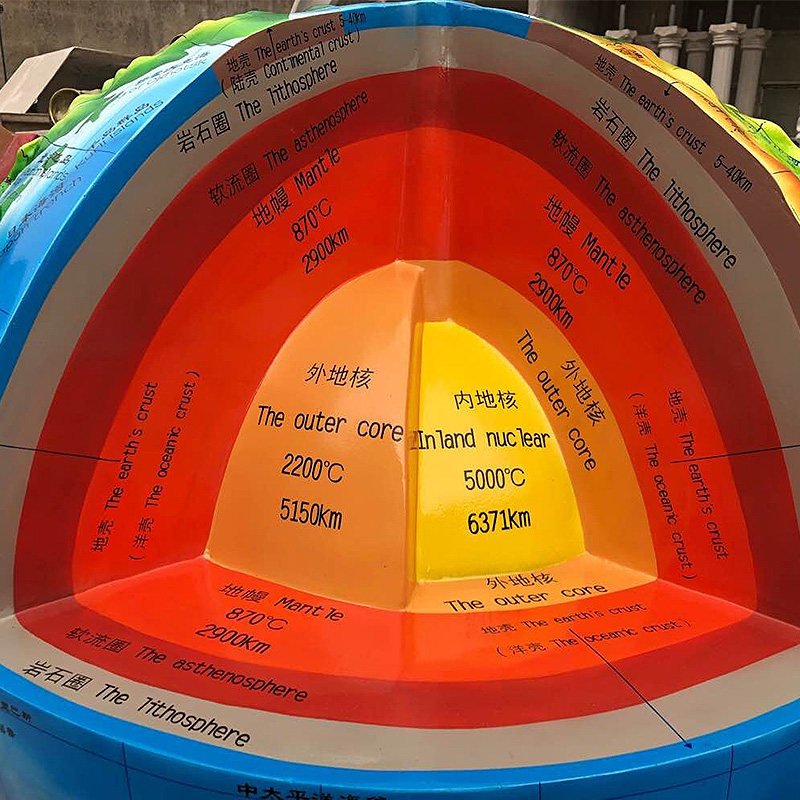 地壳 The earth's crust 5-40km
(陆壳 Continental crust)
岩石圈 The lithosphere
软流圈 The asthenosphere
地幔 Mantle
870℃
2900km
地壳 The earth's crust 5-40km
岩石圈 The lithosphere
软流圈 The asthenosphere
地幔 Mantle
870℃
2900km
外地核
The outer core
2200℃
5150km
内地核
Inland nuclear
5000℃
6371km
外地核
The outer core
地壳 The earth's crust
(洋壳 The oceanic crust)
地壳 The earth's crust
(洋壳 The oceanic crust)
外地核
The outer core
地幔 Mantle
870℃
2900km
地壳 The earth's crust
(洋壳 The oceanic crust)
软流圈 The asthenosphere
岩石圈 The lithosphere
中太平洋海